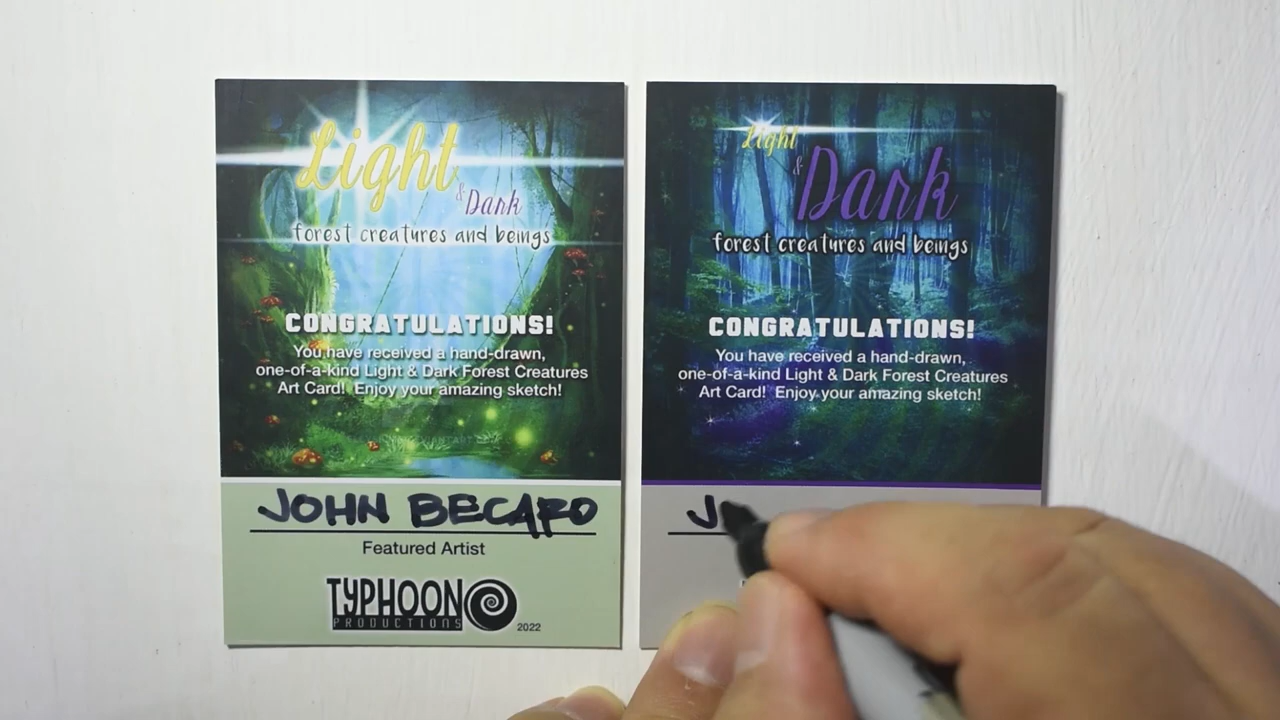 Light
& Dark
forest creatures and beings
CONGRATULATIONS!
You have received a hand-drawn,
one-of-a-kind Light & Dark Forest Creatures
Art Card! Enjoy your amazing sketch!
JOHN BECARO
Featured Artist
TYPHOON
PRODUCTIONS
2022
Light
& Dark
forest creatures and beings
CONGRATULATIONS!
You have received a hand-drawn,
one-of-a-kind Light & Dark Forest Creatures
Art Card! Enjoy your amazing sketch!
J